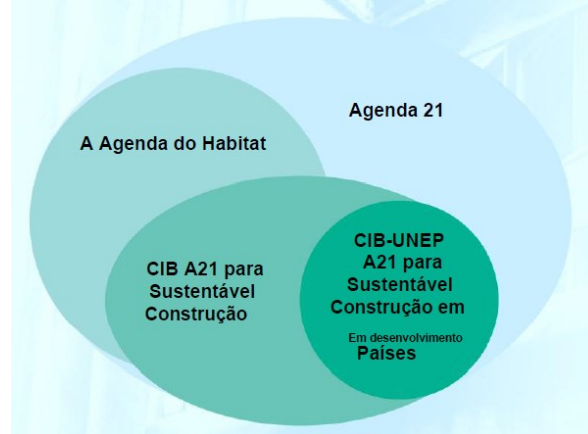 Agenda 21
A Agenda do Habitat
CIB A21 para
Sustentável
Construção
CIB-UNEP
A21 para
Sustentável
Construção em
Em desenvolvimento
Países